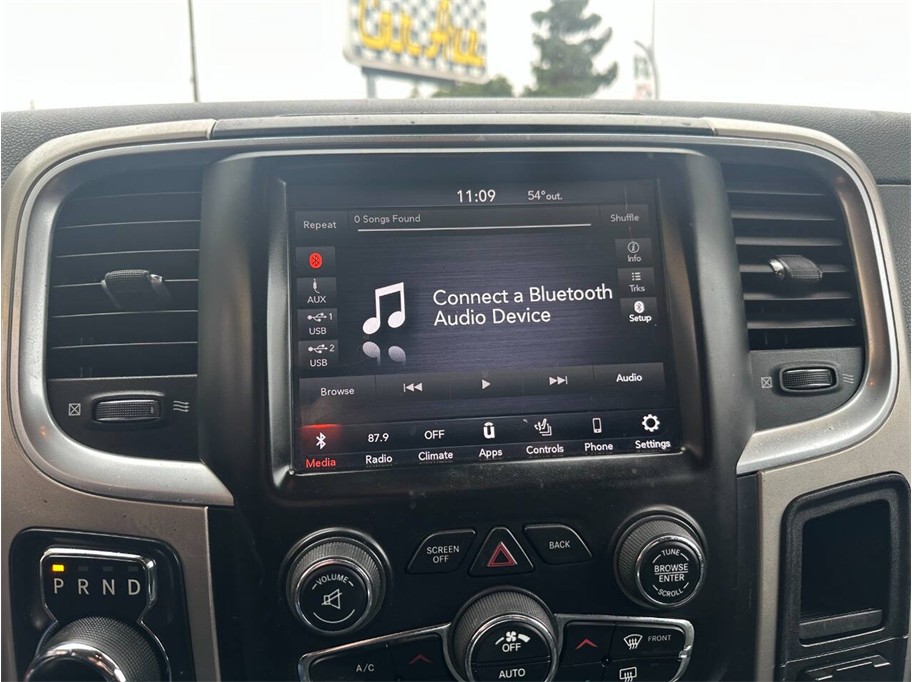 11:09 54° out.
Repeat 0 Songs Found Shuffle
Info
AUX
Trks
1
USB
2
USB
Connect a Bluetooth
Audio Device
Setup
Browse Audio
87.9 OFF
Media Radio Climate Apps Controls Phone Settings
SCREEN
OFF
BACK
VOLUME
TUNE
BROWSE
ENTER
SCROLL
P R N D
A/C
OFF
AUTO
FRONT